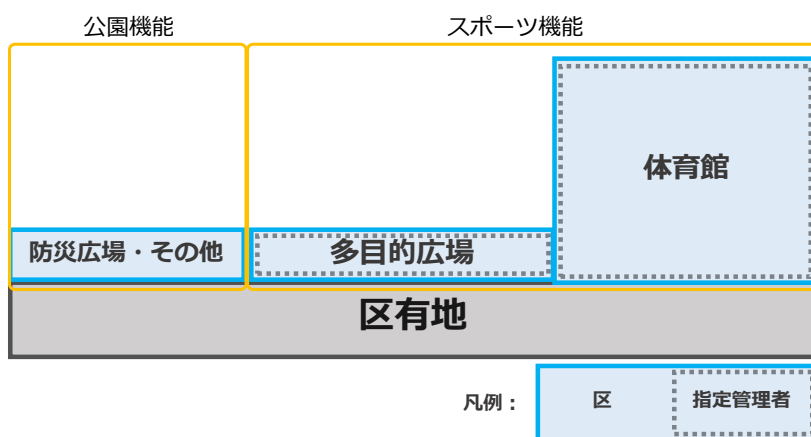 公園機能
スポーツ機能
体育館
防災広場・その他
多目的広場
区有地
凡例：
区
指定管理者